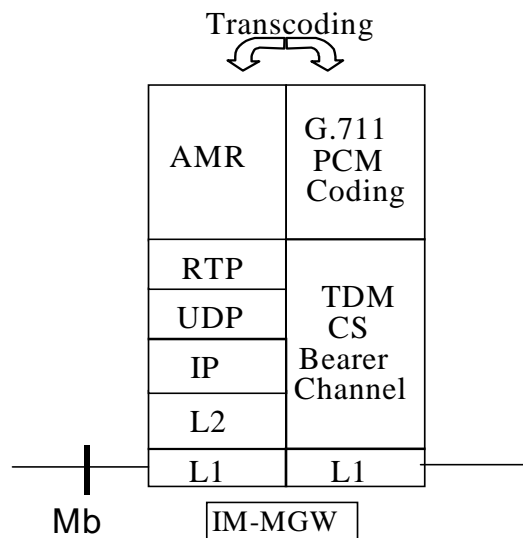 Transcoding
AMR
G.711
PCM
Coding
RTP
UDP
IP
L2
L1
TDM
CS
Bearer
Channel
L1
Mb
IM-MGW